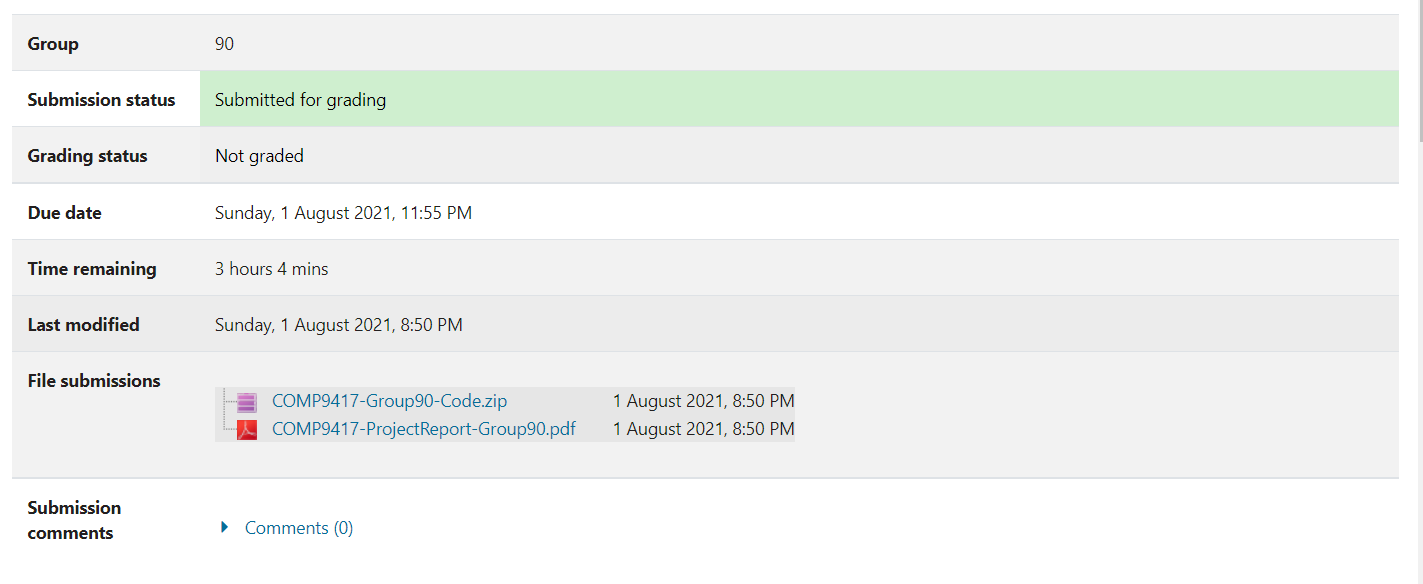 Group 90
Submission status Submitted for grading
Grading status Not graded
Due date Sunday, 1 August 2021, 11:55 PM
Time remaining 3 hours 4 mins
Last modified Sunday, 1 August 2021, 8:50 PM
File submissions
COMP9417-Group90-Code.zip 1 August 2021, 8:50 PM
COMP9417-ProjectReport-Group90.pdf 1 August 2021, 8:50 PM
Submission
comments
Comments (0)